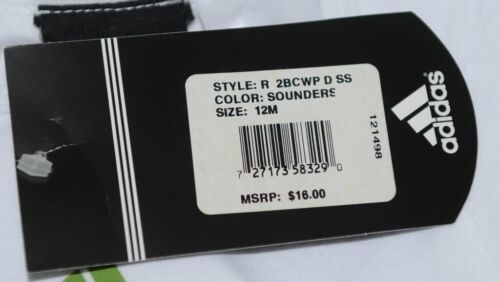 STYLE: R 2BCWP D SS
COLOR: SOUNDERS
SIZE: 12M
7 27173 58329 0
MSRP: $16.00
121498
adidas